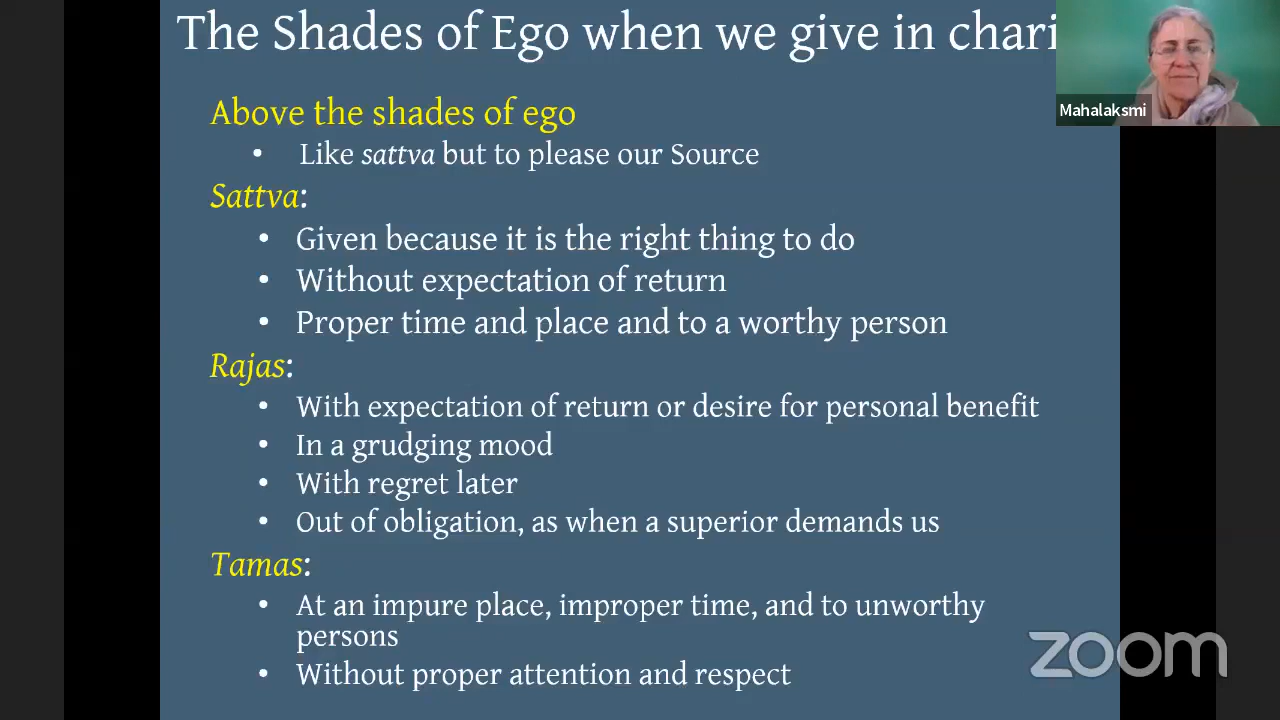 The Shades of Ego when we give in chari
Mahalaksmi
Above the shades of ego
• Like sattva but to please our Source
Sattva:
• Given because it is the right thing to do
• Without expectation of return
• Proper time and place and to a worthy person
Rajas:
• With expectation of return or desire for personal benefit
• In a grudging mood
• With regret later
• Out of obligation, as when a superior demands us
Tamas:
• At an impure place, improper time, and to unworthy
persons
• Without proper attention and respect
zoom